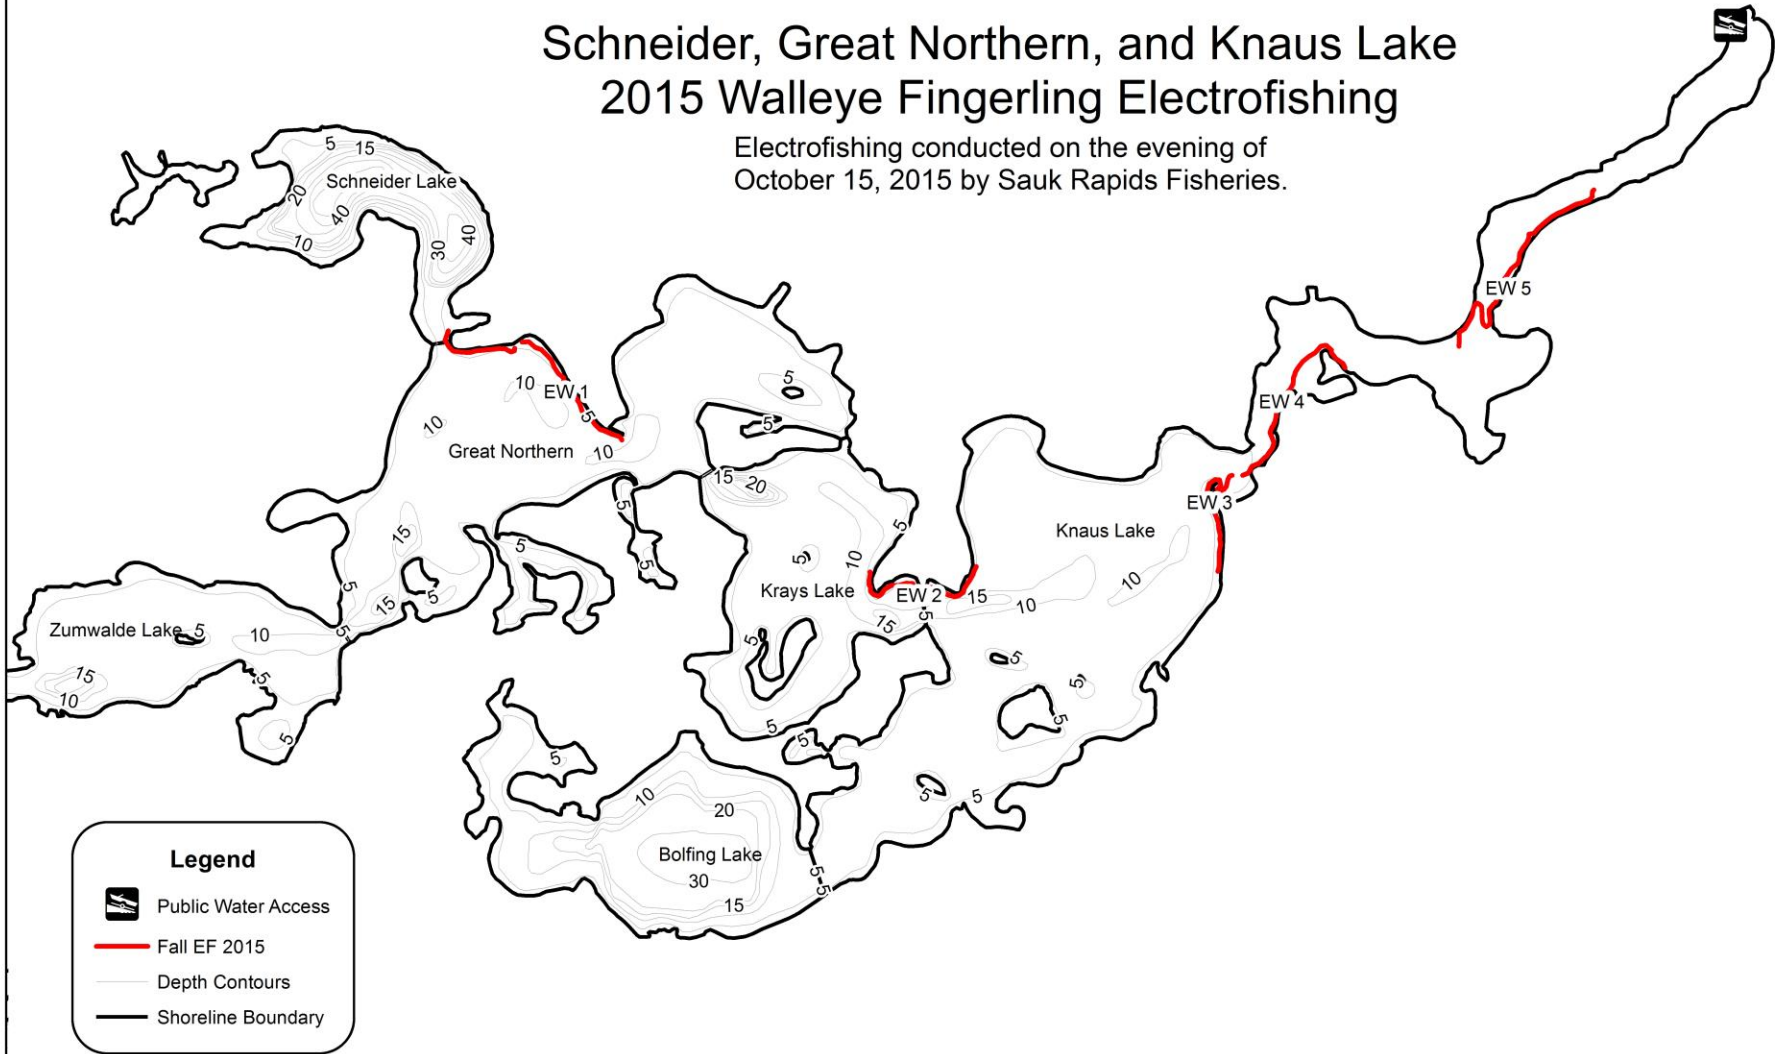 Schneider, Great Northern, and Knaus Lake
2015 Walleye Fingerling Electrofishing
Electrofishing conducted on the evening of
October 15, 2015 by Sauk Rapids Fisheries.
5
15
Schneider Lake
20
40
10
30
40
EW 5
EW 1
10
5
10
Great Northern
10
5
5
EW 4
15
20
5
EW 3
5
Knaus Lake
15
5
5
5
10
Krays Lake
EW 2
15
10
10
5
15
5
15
5
Zumwalde Lake
5
10
5
5
5
5
15
10
5
5
5
5
5
5
5
10
20
5
5
Bolfing Lake
30
15
5
5
Legend
Public Water Access
Fall EF 2015
Depth Contours
Shoreline Boundary